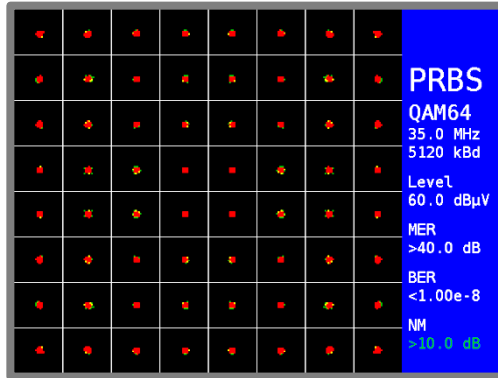 PRBS
QAM64
35.0 MHz
5120 kBd
Level
60.0 dBµV
MER
>40.0 dB
BER
<1.00e-8
NM
>10.0 dB